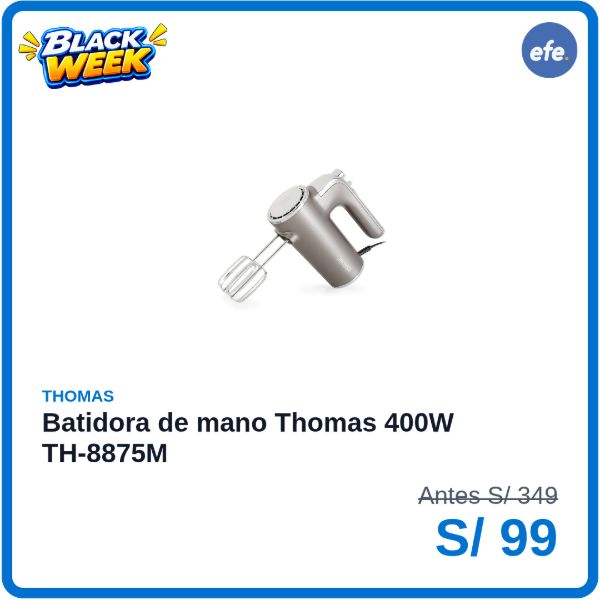 BLACK
WEEK
efe.
THOMAS
Batidora de mano Thomas 400W
TH-8875M
Antes S/ 349
S/ 99